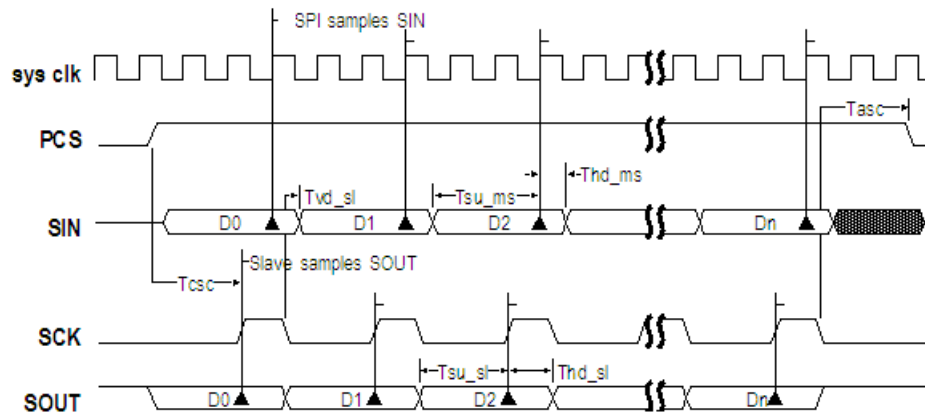 SPI samples SIN
sys clk
Tasc
PCS
Thd_ms
Tvd_sl
Tsu_ms
SIN
D0
D1
D2
Dn
Slave samples SOUT
Tcsc
SCK
Tsu_sl
Thd_sl
SOUT
D0
D1
D2
Dn